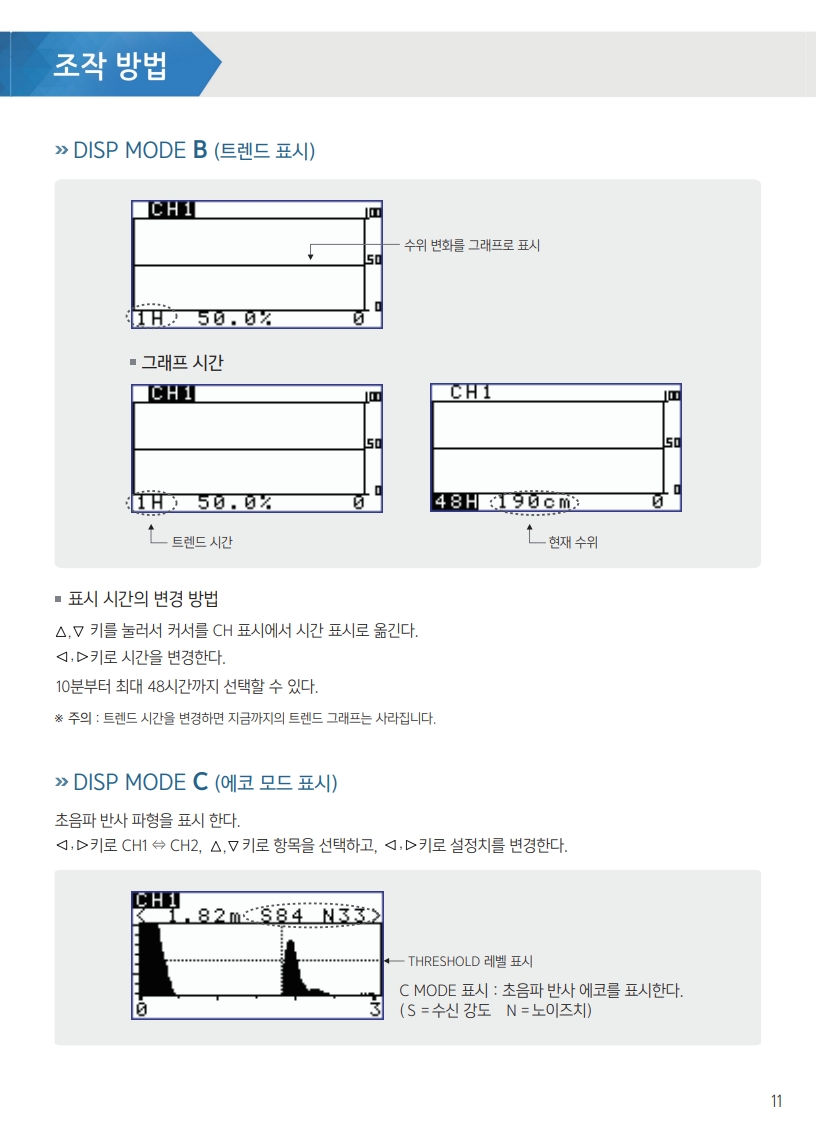 조작 방법
» DISP MODE B (트렌드 표시)
CH1
100
수위 변화를 그래프로 표시
50
0
1H 50.0% 0
■ 그래프 시간
CH1
100
50
0
1H 50.0% 0
CH1
100
50
0
48H 190cm 0
트렌드 시간
현재 수위
■ 표시 시간의 변경 방법
△,▽ 키를 눌러서 커서를 CH 표시에서 시간 표시로 옮긴다.
◁,▷키로 시간을 변경한다.
10분부터 최대 48시간까지 선택할 수 있다.
※ 주의 : 트렌드 시간을 변경하면 지금까지의 트렌드 그래프는 사라집니다.
» DISP MODE C (에코 모드 표시)
초음파 반사 파형을 표시 한다.
◁,▷키로 CH1 ⇔ CH2, △,▽키로 항목을 선택하고, ◁,▷키로 설정치를 변경한다.
CH1
< 1.82m<S84 N33>
THRESHOLD 레벨 표시
C MODE 표시 : 초음파 반사 에코를 표시한다.
( S = 수신 강도 N = 노이즈치)
0 3
11